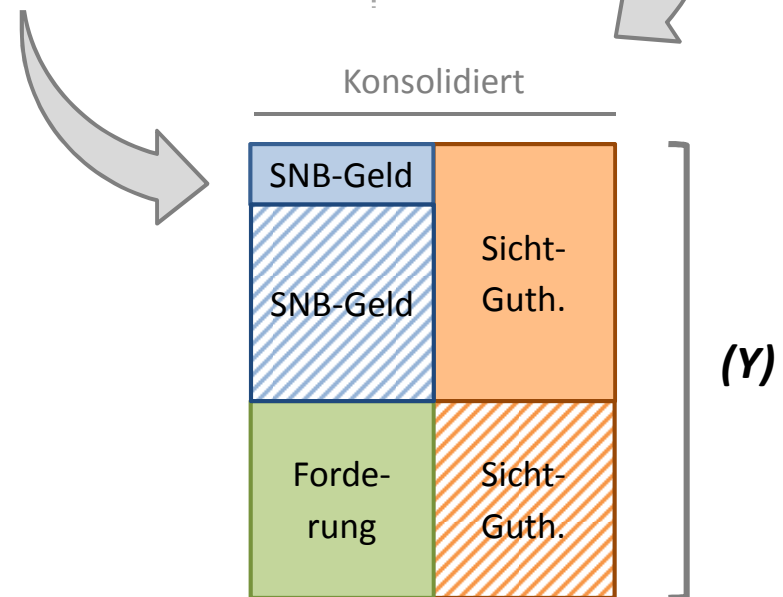 Konsolidiert
SNB-Geld
SNB-Geld
Sicht-
Guth.
(Y)
Forde-
rung
Sicht-
Guth.